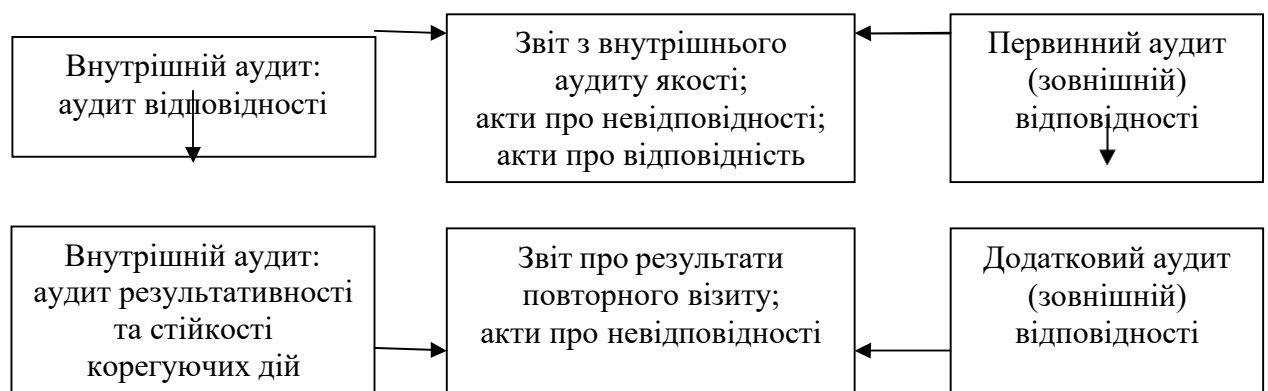 Внутрішній аудит:
аудит відповідності
Звіт з внутрішнього
аудиту якості;
акти про невідповідності;
акти про відповідність
Первинний аудит
(зовнішній)
відповідності
Внутрішній аудит:
аудит результативності
та стійкості
корегуючих дій
Звіт про результати
повторного візиту;
акти про невідповідності
Додатковий аудит
(зовнішній)
відповідності